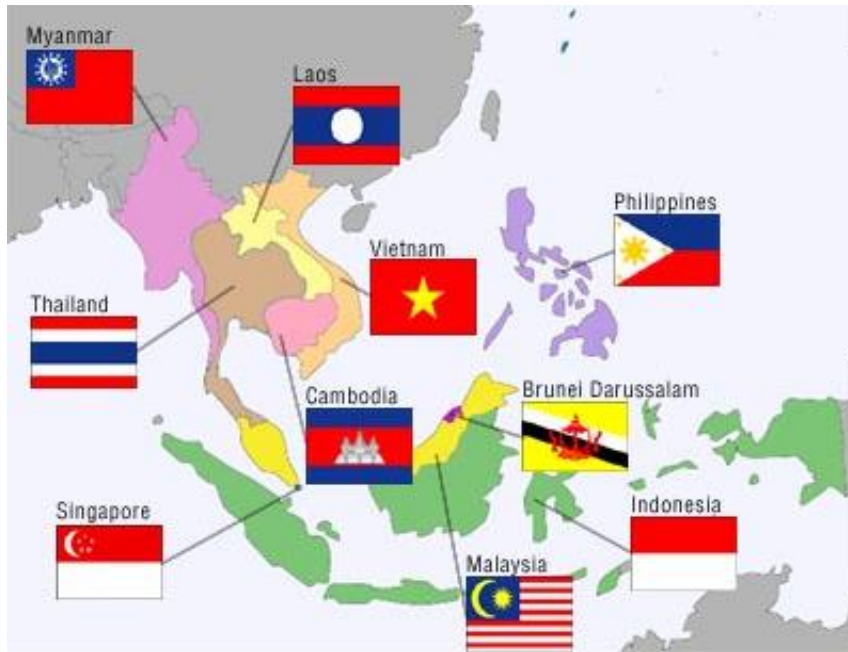 Myanmar
Laos
Philippines
Vietnam
Thailand
Cambodia
Brunei Darussalam
Singapore
Indonesia
Malaysia